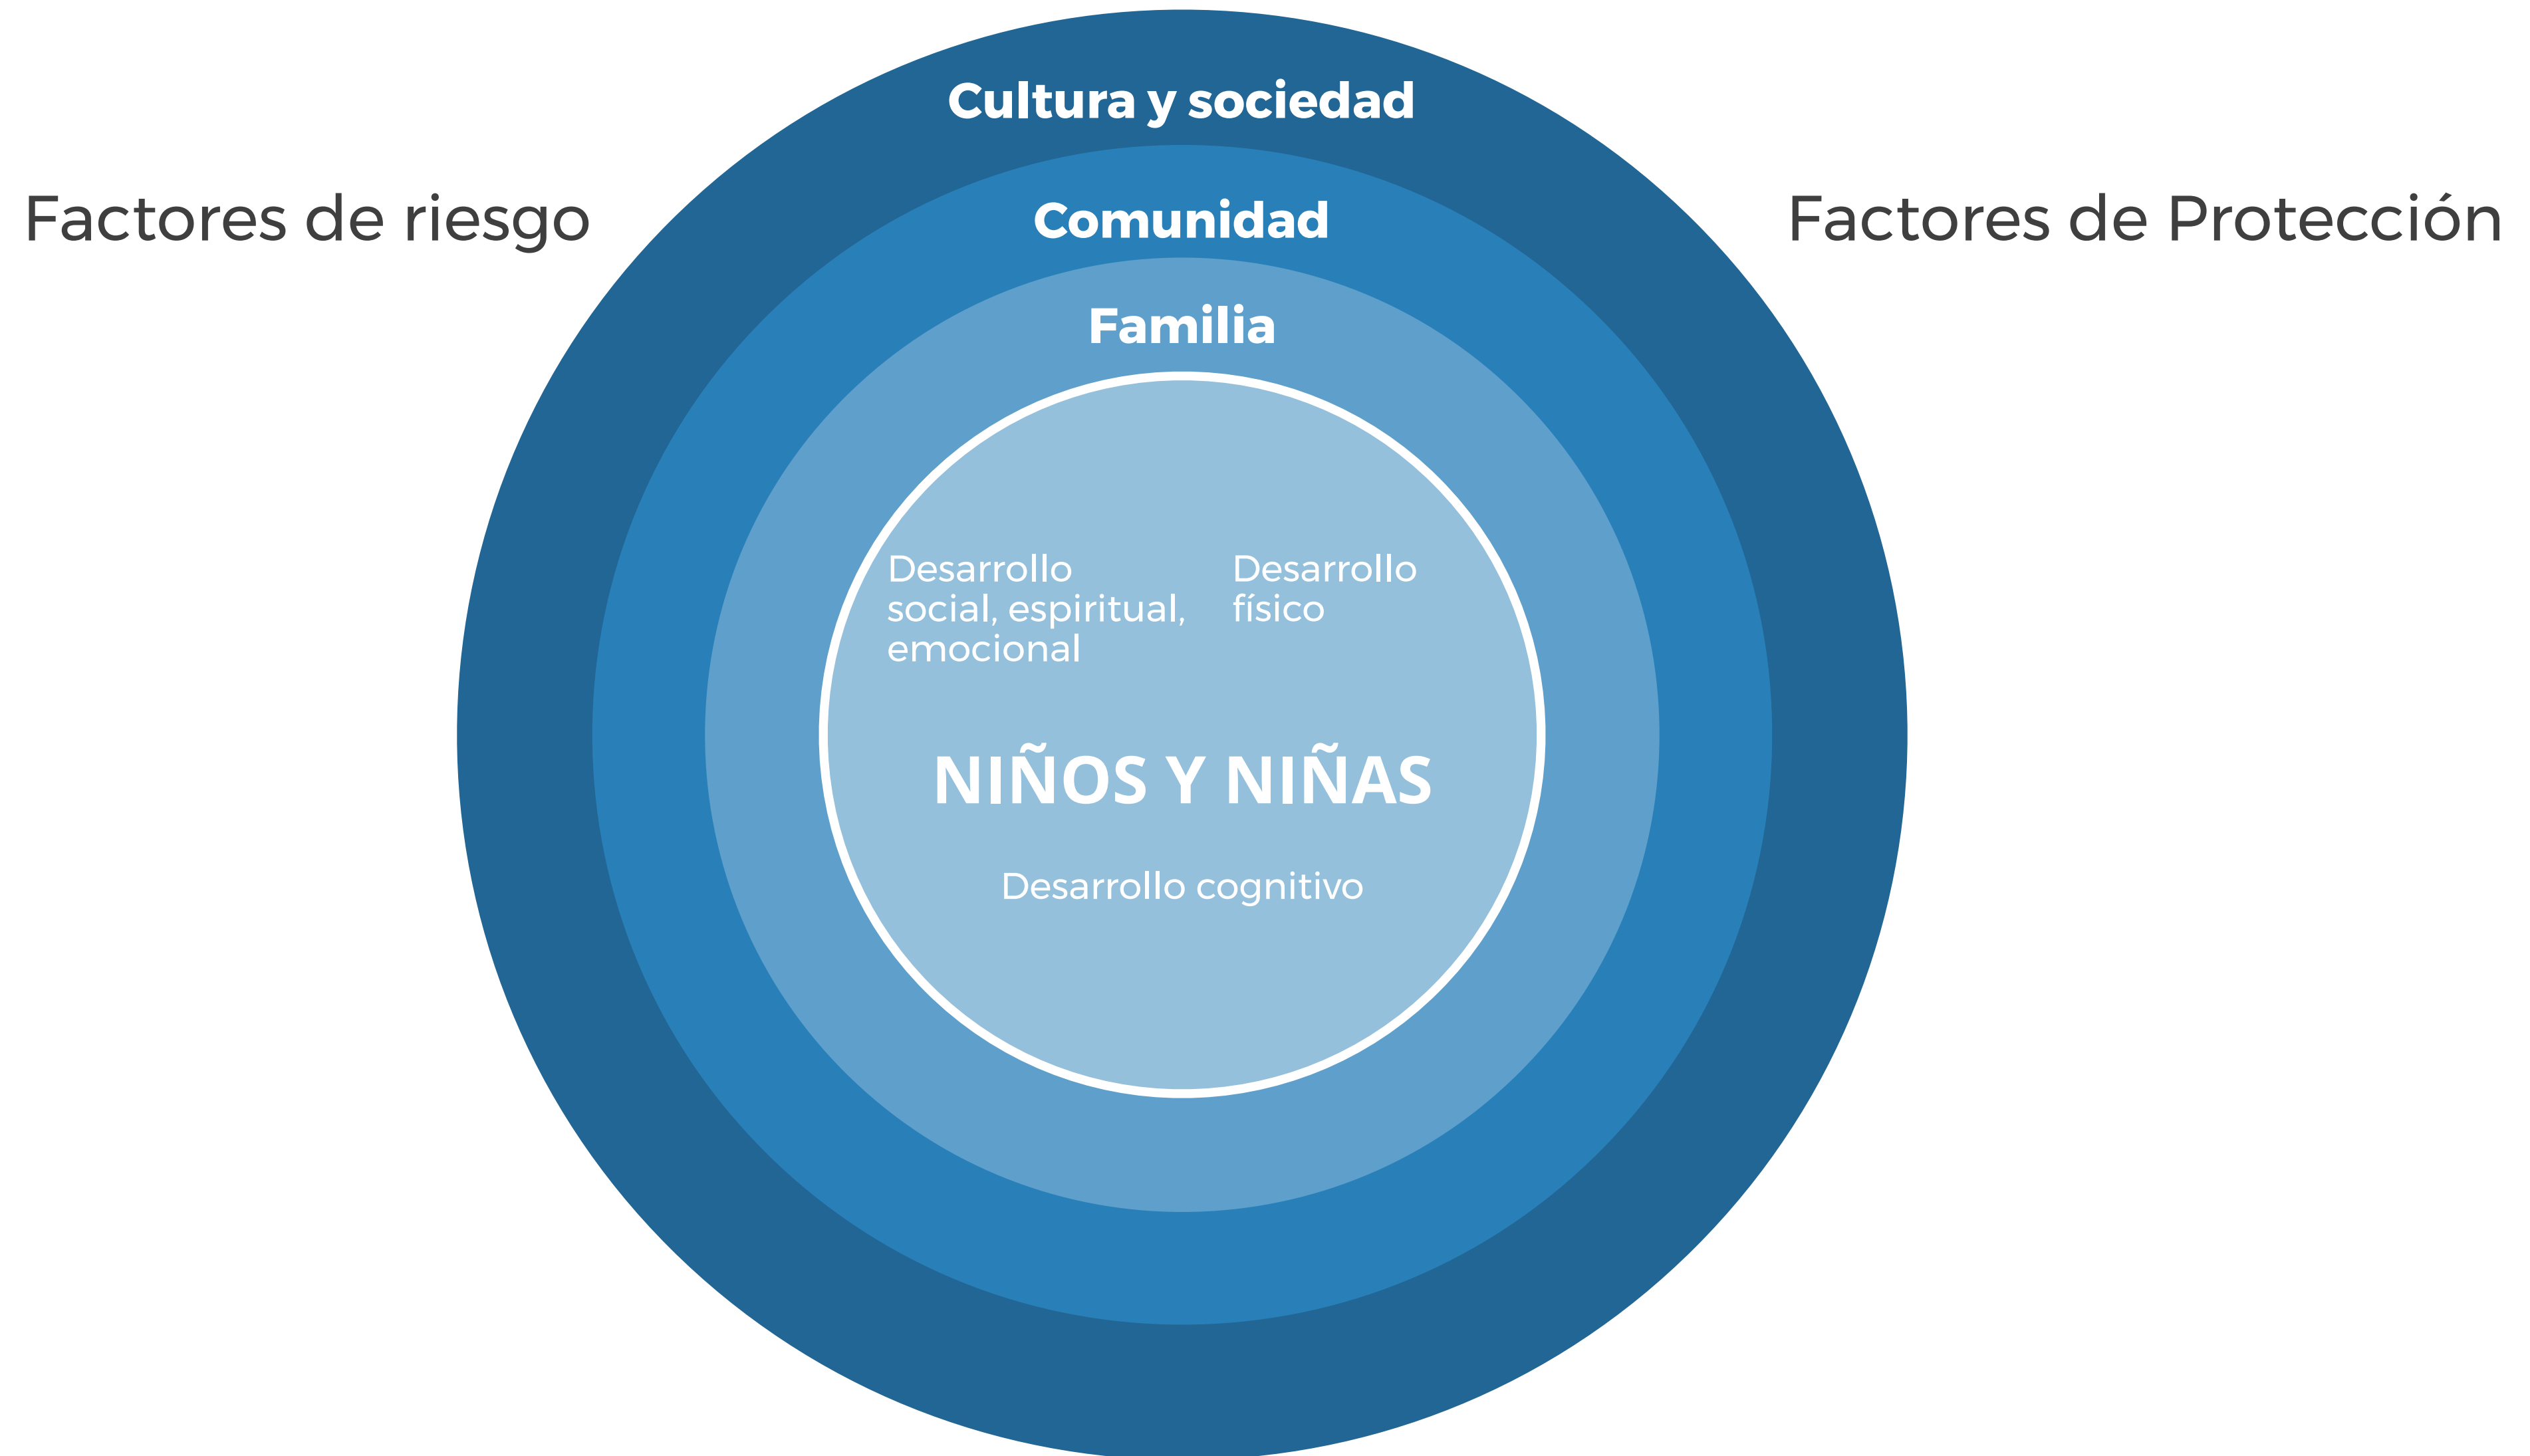 Cultura y sociedad
Factores de riesgo
Comunidad
Factores de Protección
Familia
Desarrollo
social, espiritual,
emocional
Desarrollo
físico
NIÑOS Y NIÑAS
Desarrollo cognitivo